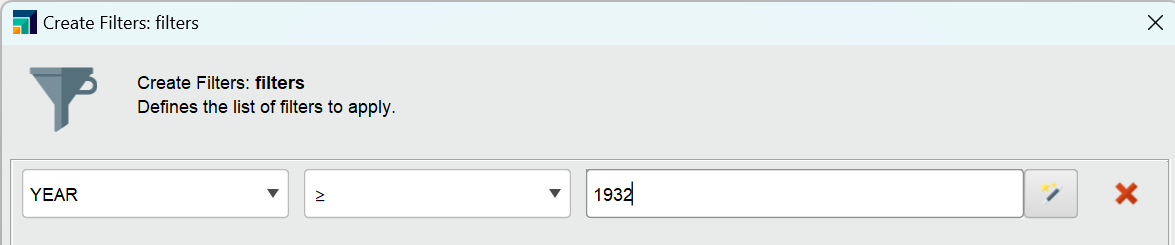 Create Filters: filters
Create Filters: filters
Defines the list of filters to apply.
YEAR ≥ 1932